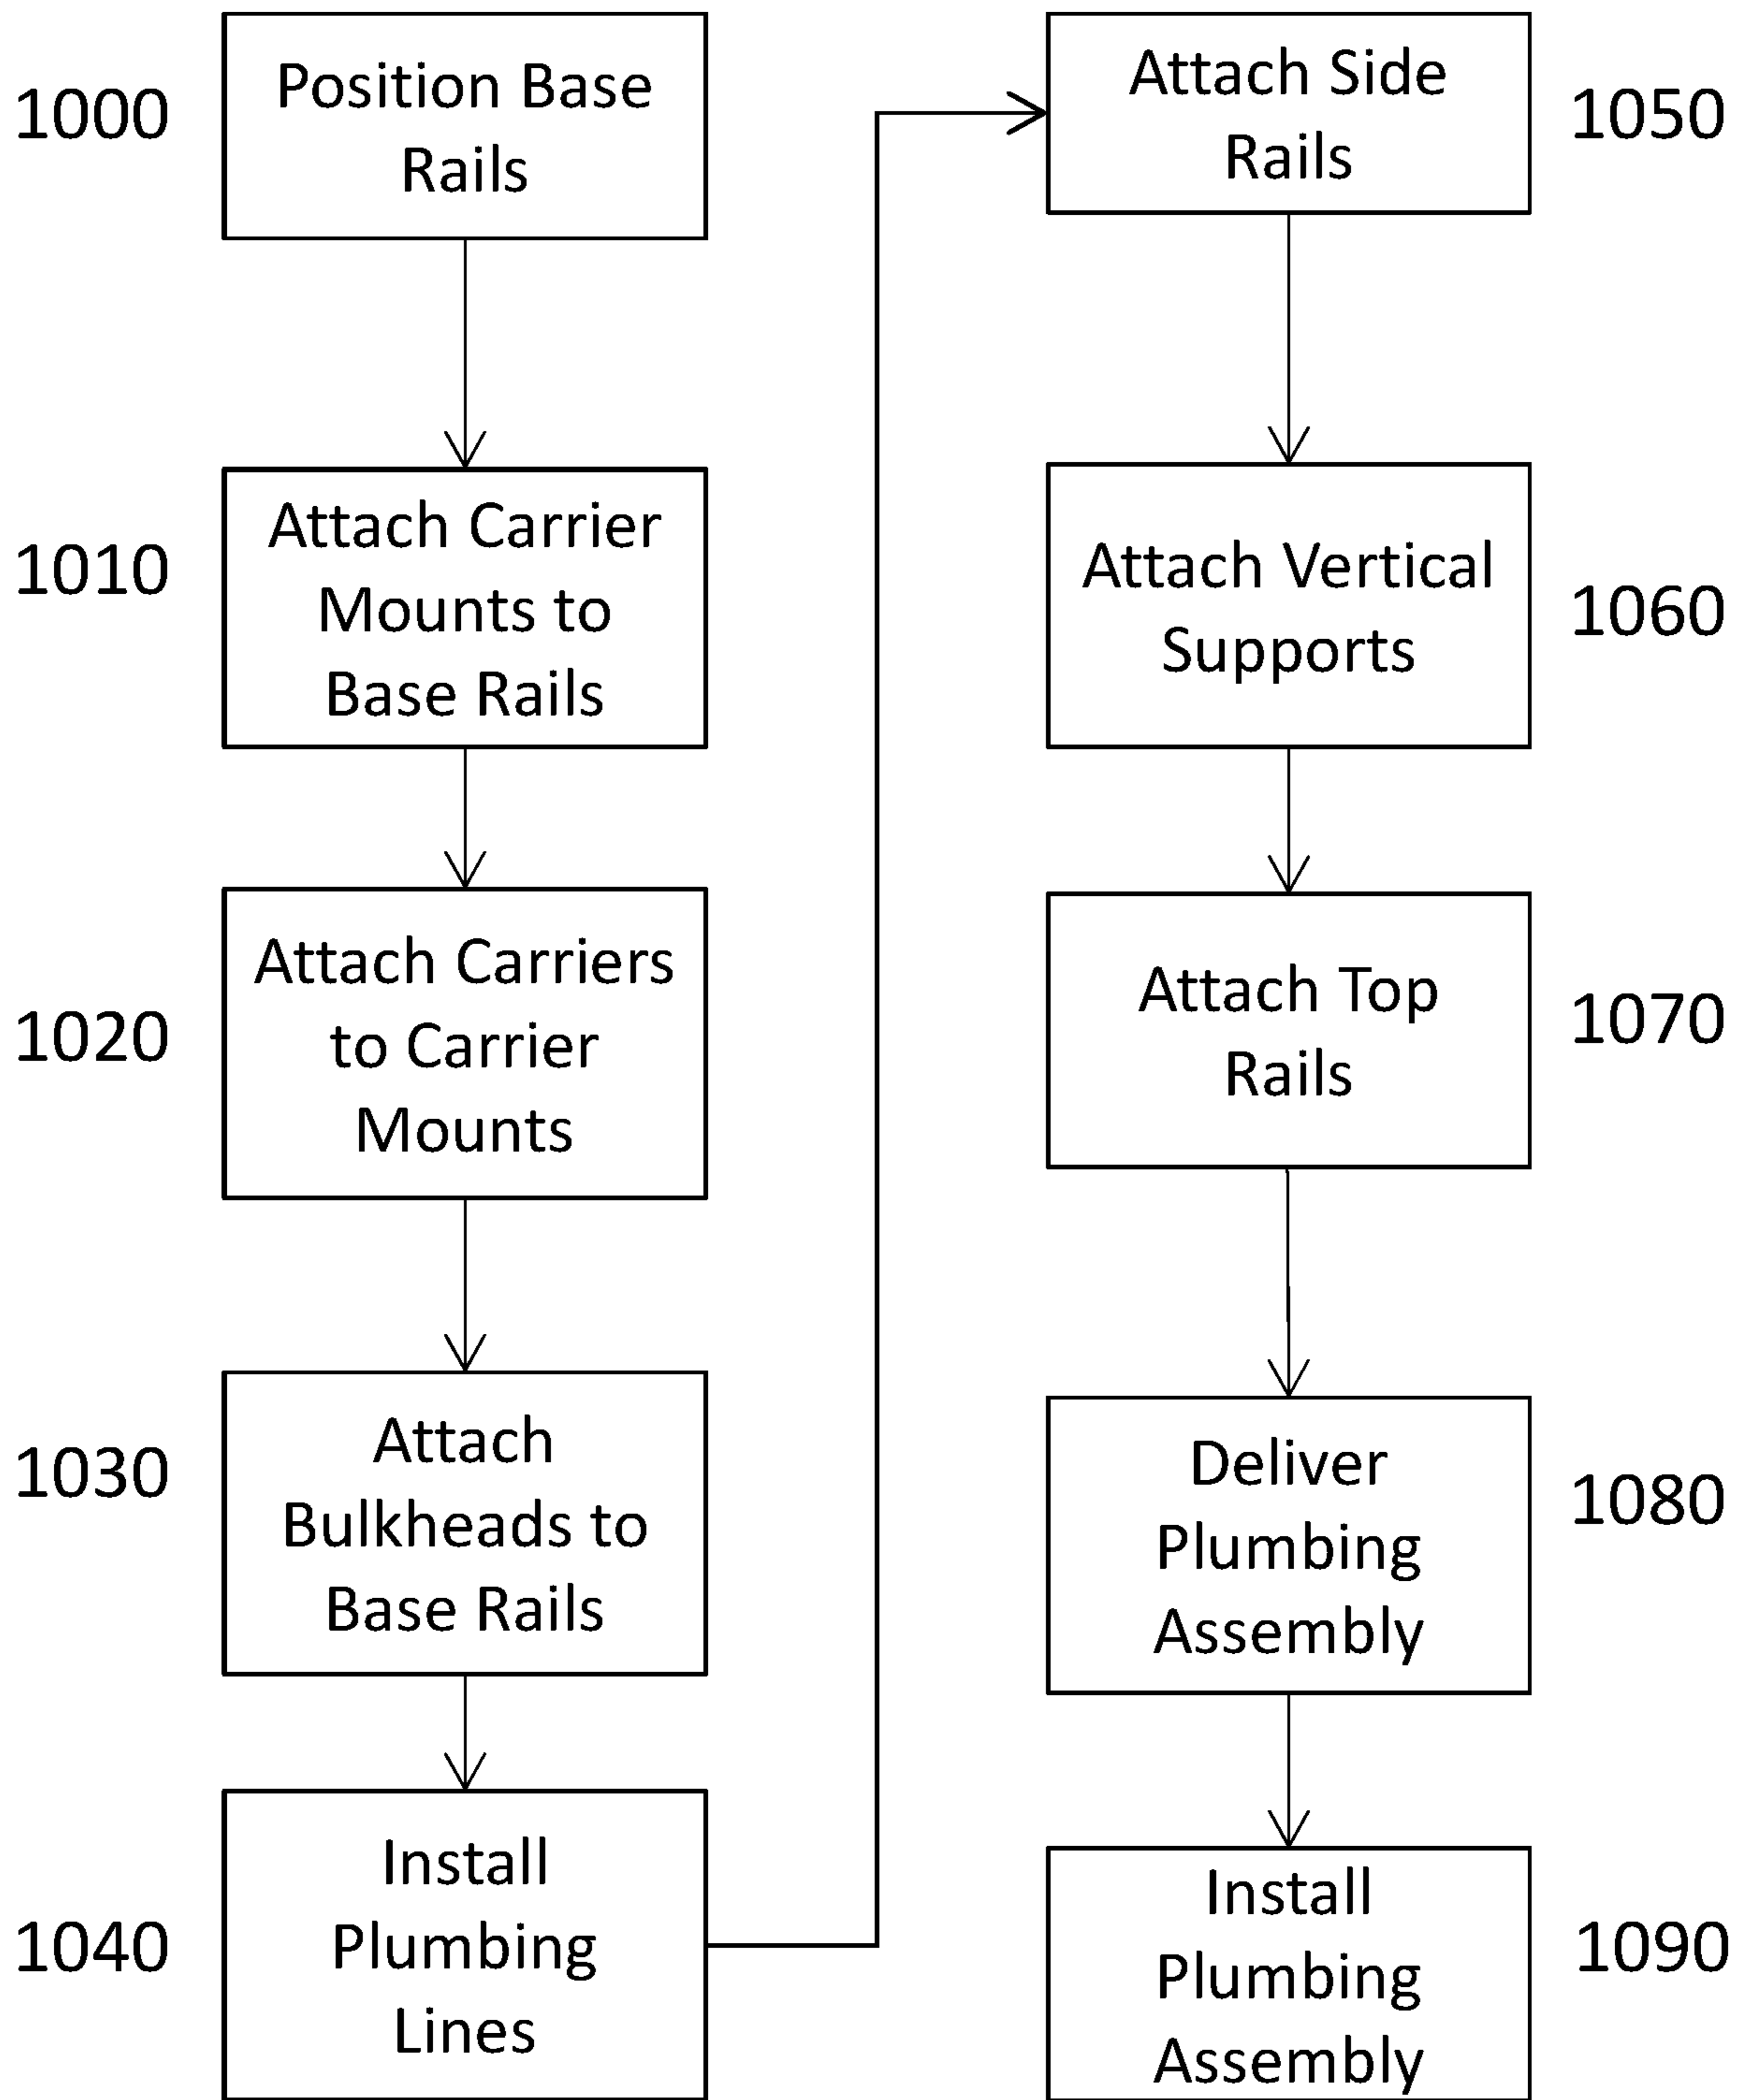 1000
Position Base
Rails
1010
Attach Carrier
Mounts to
Base Rails
1020
Attach Carriers
to Carrier
Mounts
1030
Attach
Bulkheads to
Base Rails
1040
Install
Plumbing
Lines
Attach Side
Rails
1050
Attach Vertical
Supports
1060
Attach Top
Rails
1070
Deliver
Plumbing
Assembly
1080
Install
Plumbing
Assembly
1090